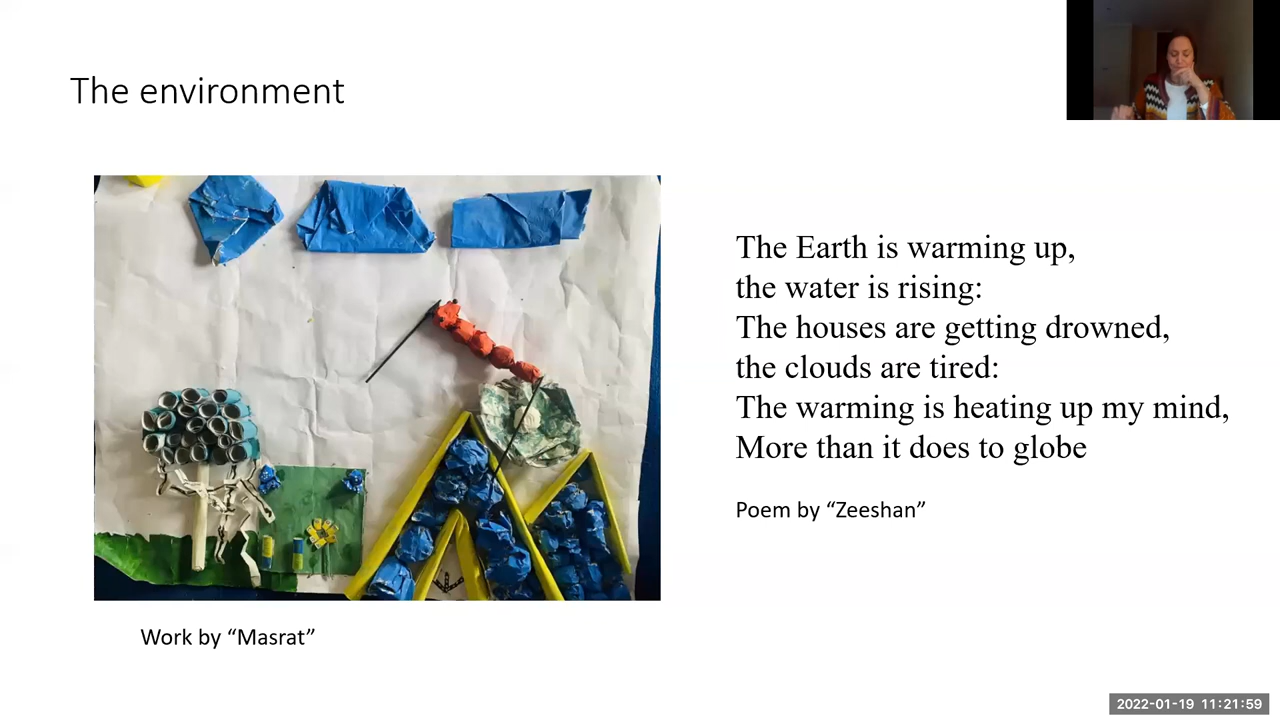 The environment
The Earth is warming up,
the water is rising:
The houses are getting drowned,
the clouds are tired:
The warming is heating up my mind,
More than it does to globe
Poem by “Zeeshan”
Work by “Masrat”
2022-01-19 11:21:59